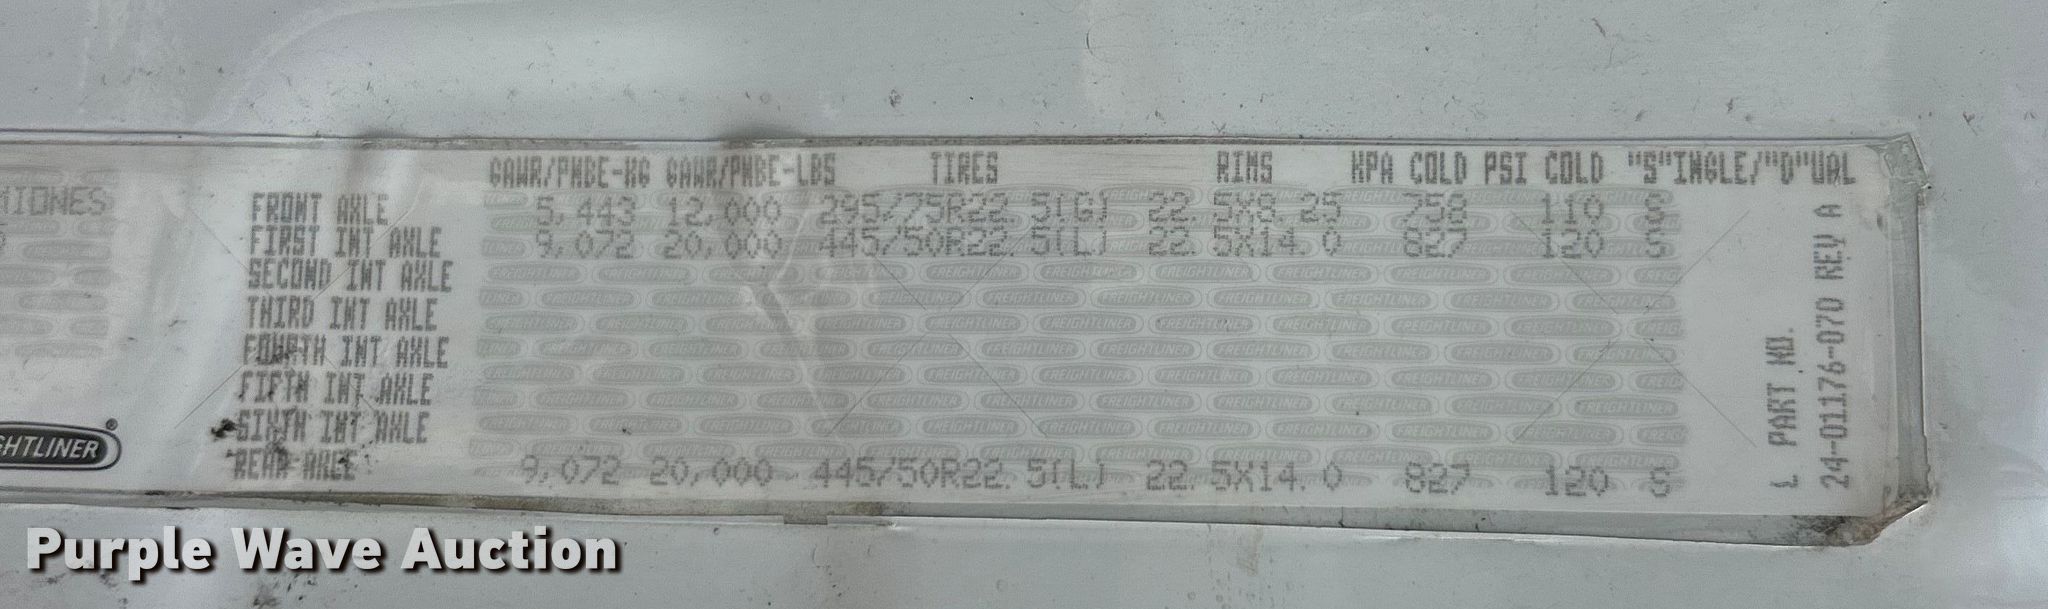 MIONES
GAWR/PNBE-KG GAWR/PNBE-LBS TIRES RIMS KPA COLD PSI COLD "S"INGLE/"D"UAL
FRONT AXLE 5,443 12,000 295/75R22.5(G) 22.5X8.25 758 110 S
FIRST INT AXLE 9,072 20,000 445/50R22.5(L) 22.5X14.0 827 120 S
SECOND INT AXLE
THIRD INT AXLE
FOURTH INT AXLE
FIFTH INT AXLE
SIXTH INT AXLE
REAR AXLE 9,072 20,000 445/50R22.5(L) 22.5X14.0 827 120 S
GHTLINER®
L PART NO.
24-01176-070 REV A
Purple Wave Auction